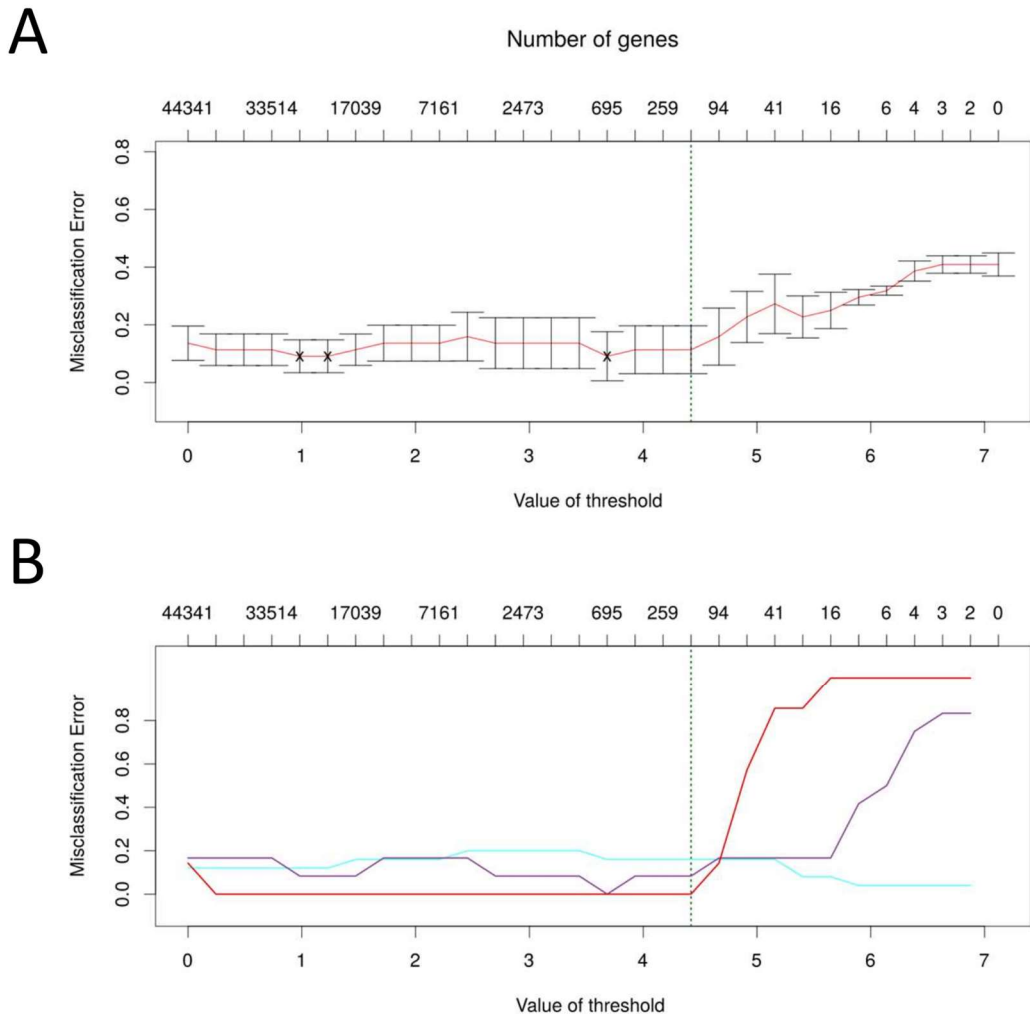 A
Number of genes
44341 33514 17039 7161 2473 695 259 94 41 16 6 4 3 2 0
Misclassification Error
0.8
0.6
0.4
0.2
0.0
0 1 2 3 4 5 6 7
Value of threshold
B
44341 33514 17039 7161 2473 695 259 94 41 16 6 4 3 2 0
Misclassification Error
0.8
0.6
0.4
0.2
0.0
0 1 2 3 4 5 6 7
Value of threshold